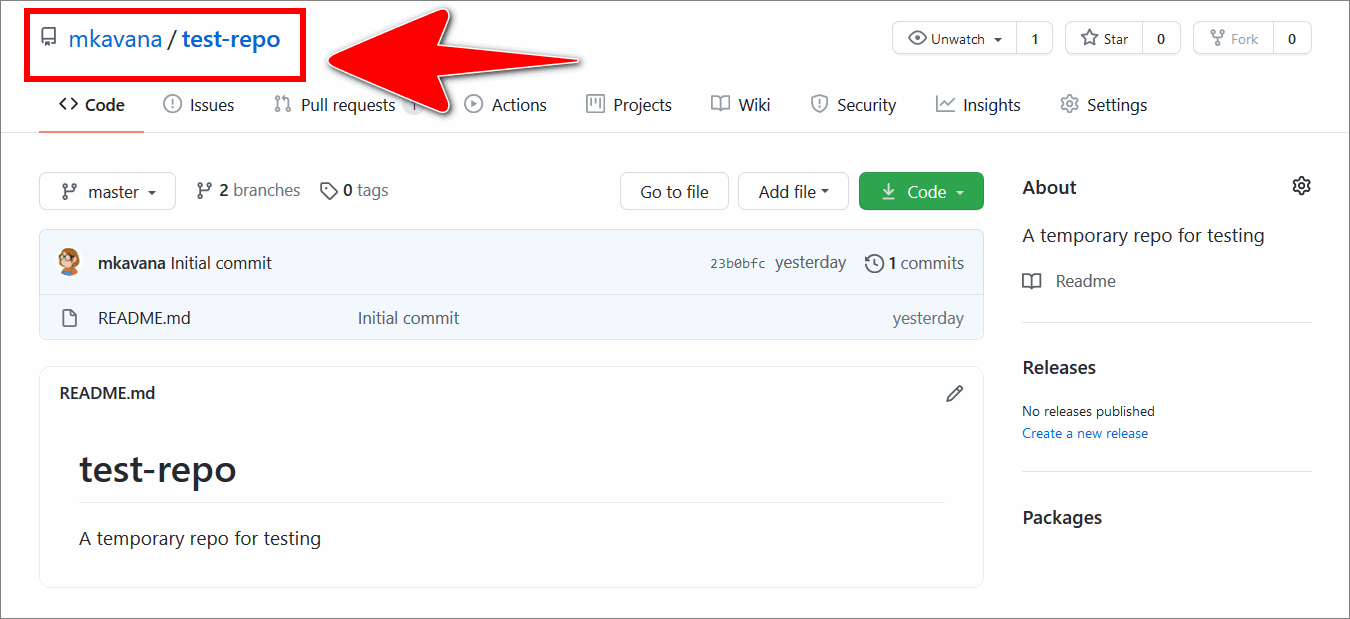 mkavana / test-repo
Unwatch 1 Star 0 Fork 0
Code Issues Pull requests 1 Actions Projects Wiki Security Insights Settings
master 2 branches 0 tags Go to file Add file Code
mkavana Initial commit 23b0bfc yesterday 1 commits
README.md Initial commit yesterday
README.md
test-repo
A temporary repo for testing
About
A temporary repo for testing
Readme
Releases
No releases published
Create a new release
Packages